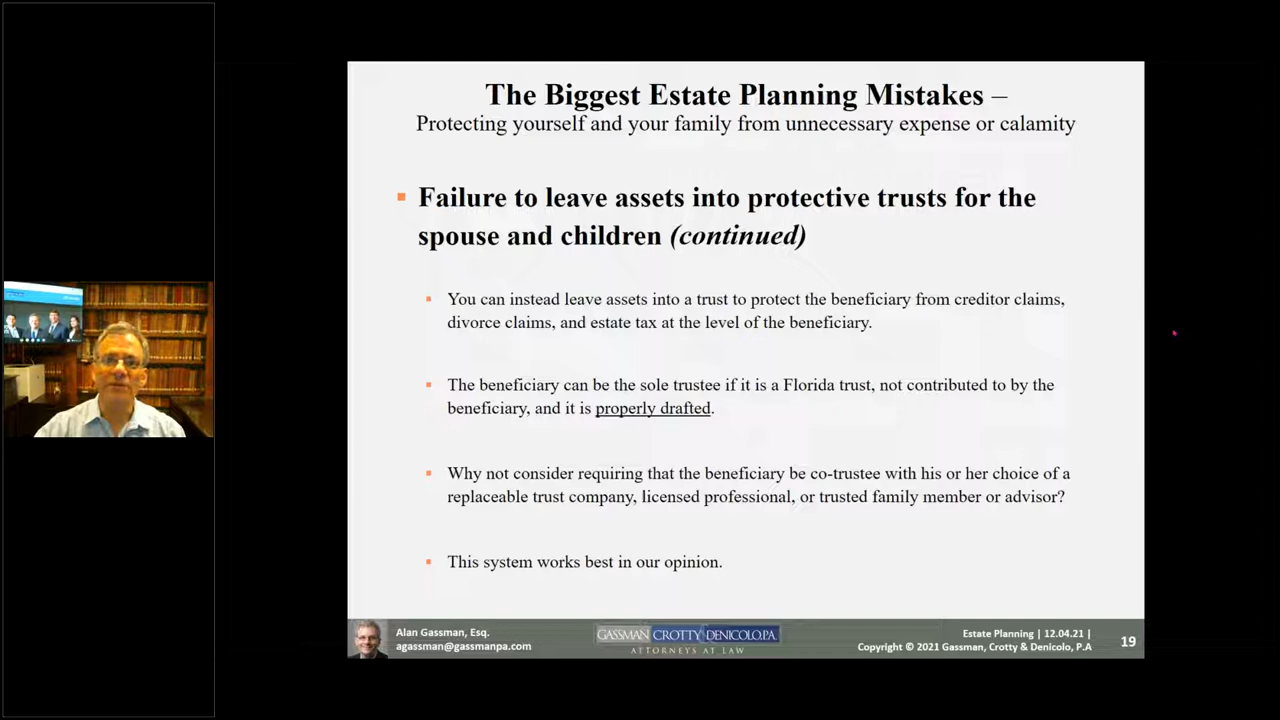 The Biggest Estate Planning Mistakes –
Protecting yourself and your family from unnecessary expense or calamity
Failure to leave assets into protective trusts for the
spouse and children (continued)
You can instead leave assets into a trust to protect the beneficiary from creditor claims,
divorce claims, and estate tax at the level of the beneficiary.
The beneficiary can be the sole trustee if it is a Florida trust, not contributed to by the
beneficiary, and it is properly drafted.
Why not consider requiring that the beneficiary be co-trustee with his or her choice of a
replaceable trust company, licensed professional, or trusted family member or advisor?
This system works best in our opinion.
Alan Gassman, Esq.
agassman@gassmanpa.com
GASSMAN CROTTY DENICOLO, P.A.
ATTORNEYS AT LAW
Estate Planning | 12.04.21 |
Copyright © 2021 Gassman, Crotty & Denicolo, P.A
19